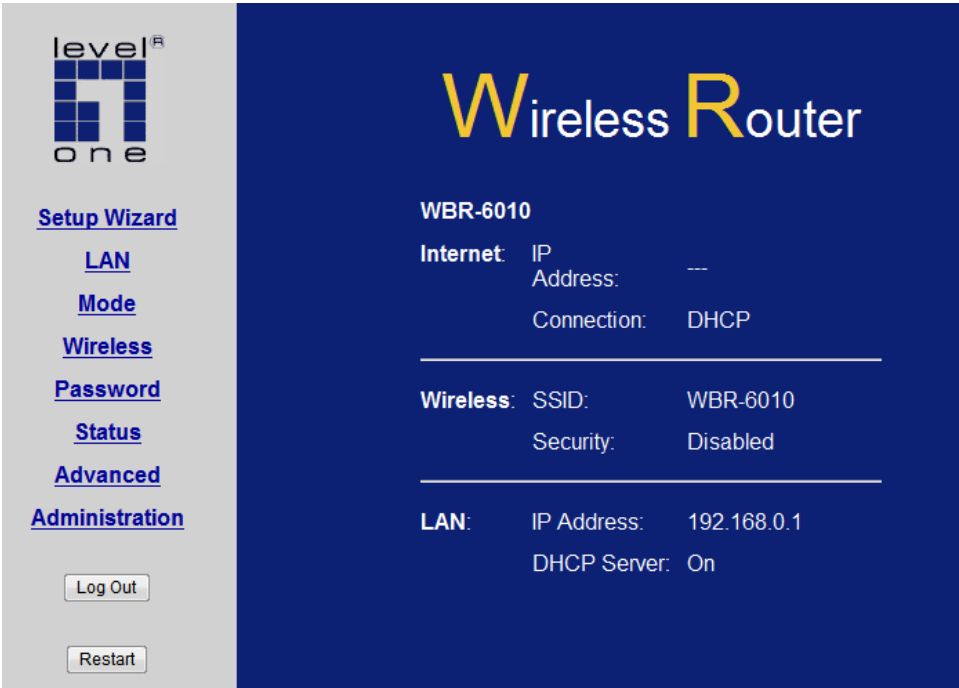 level®
one
Setup Wizard
LAN
Mode
Wireless
Password
Status
Advanced
Administration
Log Out
Restart
Wireless Router
WBR-6010
Internet: IP Address: ---
Connection: DHCP
Wireless: SSID: WBR-6010
Security: Disabled
LAN: IP Address: 192.168.0.1
DHCP Server: On